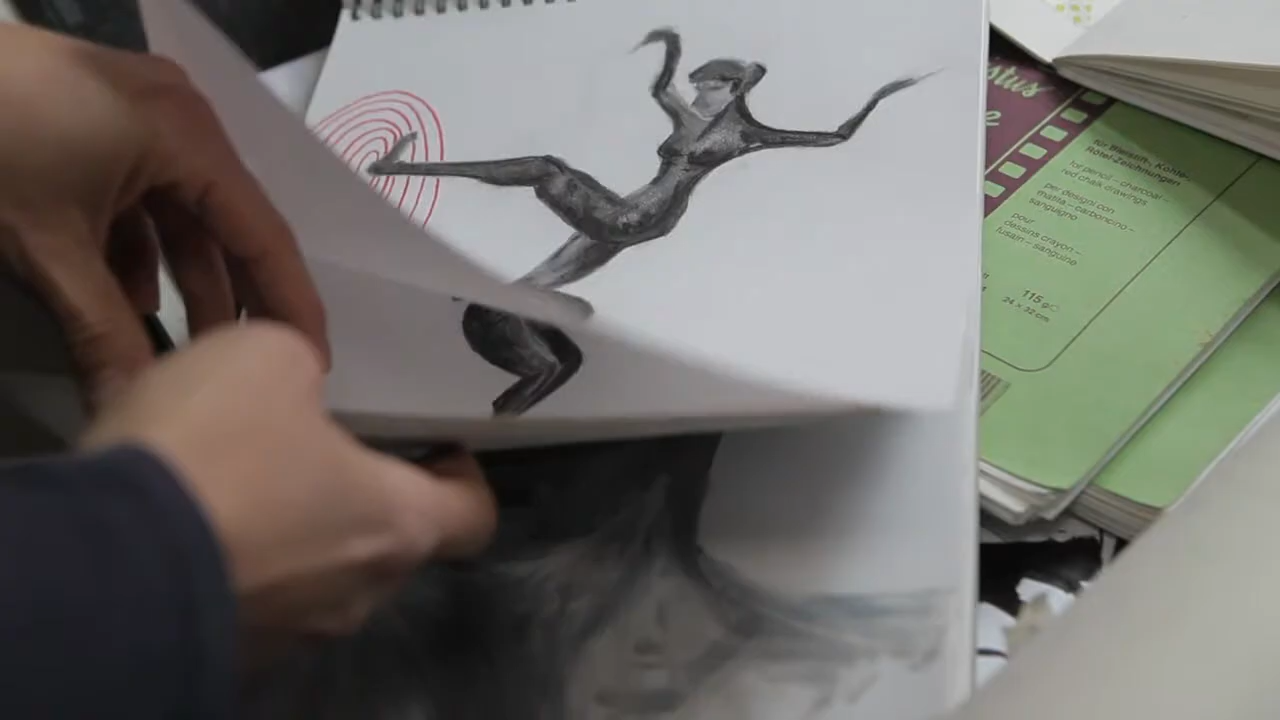 für Bleistift-, Kohle-
Rötel-Zeichnungen
for pencil – charcoal –
red chalk drawings
per designi con
matita – carboncino –
sanguigno
pour
dessins crayon –
fusain – sanguine
115 g
24 x 32 cm